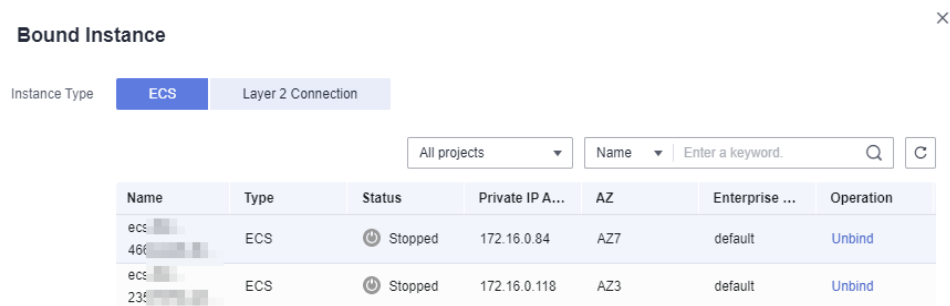 Bound Instance
Instance Type ECS Layer 2 Connection
All projects Name Enter a keyword.
Name Type Status Private IP A... AZ Enterprise ... Operation
ecs
ECS Stopped 172.16.0.84 AZ7 default Unbind
466
ecs
ECS Stopped 172.16.0.118 AZ3 default Unbind
235